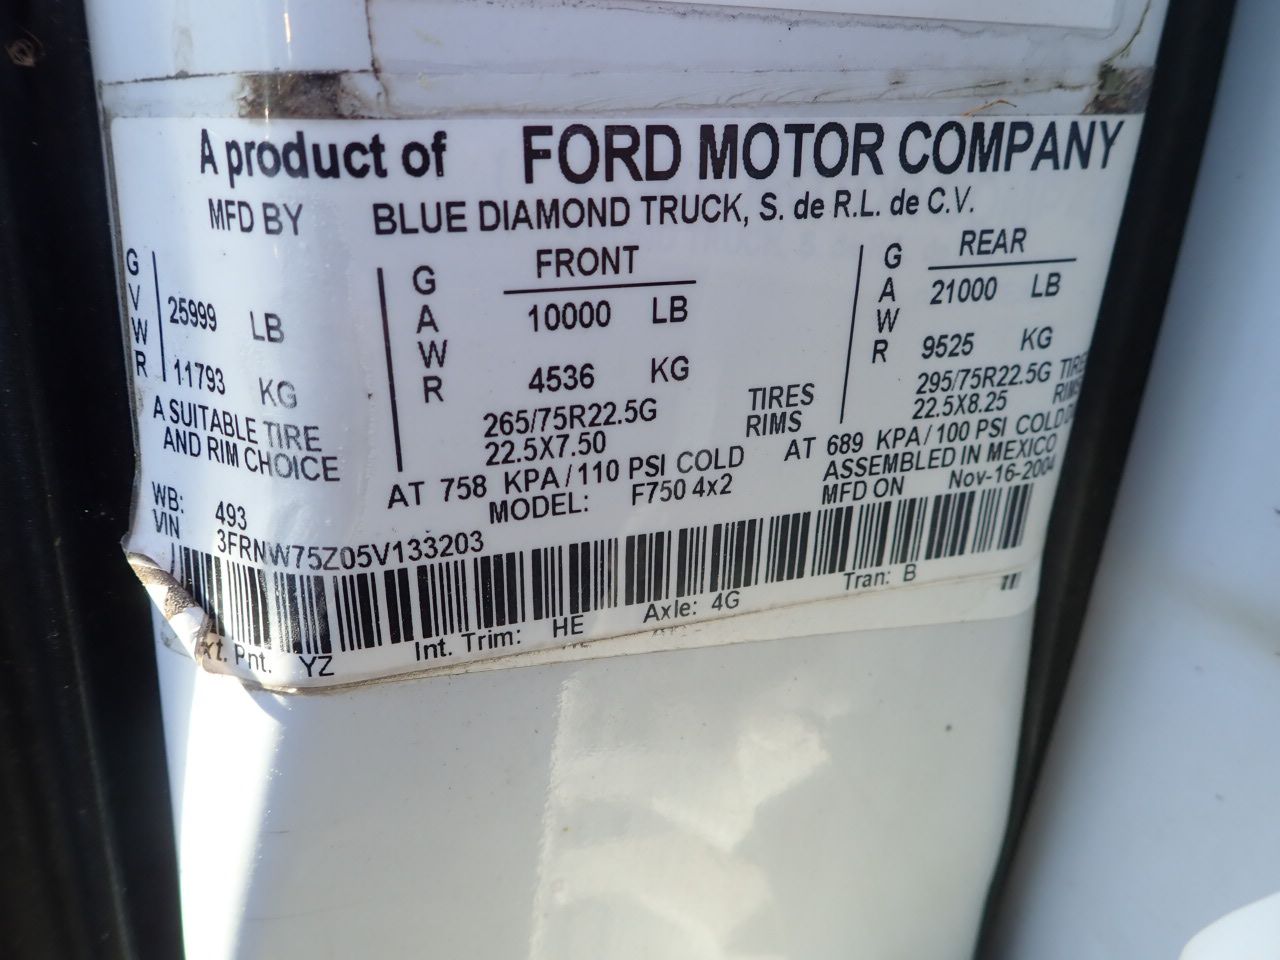 A product of FORD MOTOR COMPANY
MFD BY BLUE DIAMOND TRUCK, S. de R.L. de C.V.
GVWR 25999 LB
11793 KG
A SUITABLE TIRE
AND RIM CHOICE
GAWR FRONT
10000 LB
4536 KG
265/75R22.5G TIRES
22.5X7.50 RIMS
AT 758 KPA/110 PSI COLD
GAWR REAR
21000 LB
9525 KG
295/75R22.5G TIRES
22.5X8.25 RIMS
AT 689 KPA/100 PSI COLD
ASSEMBLED IN MEXICO
WB: 493 MODEL: F750 4x2 MFD ON Nov-16-2004
VIN 3FRNW75Z05V133203
xt. Pnt. YZ Int. Trim: HE Axle: 4G Tran: B